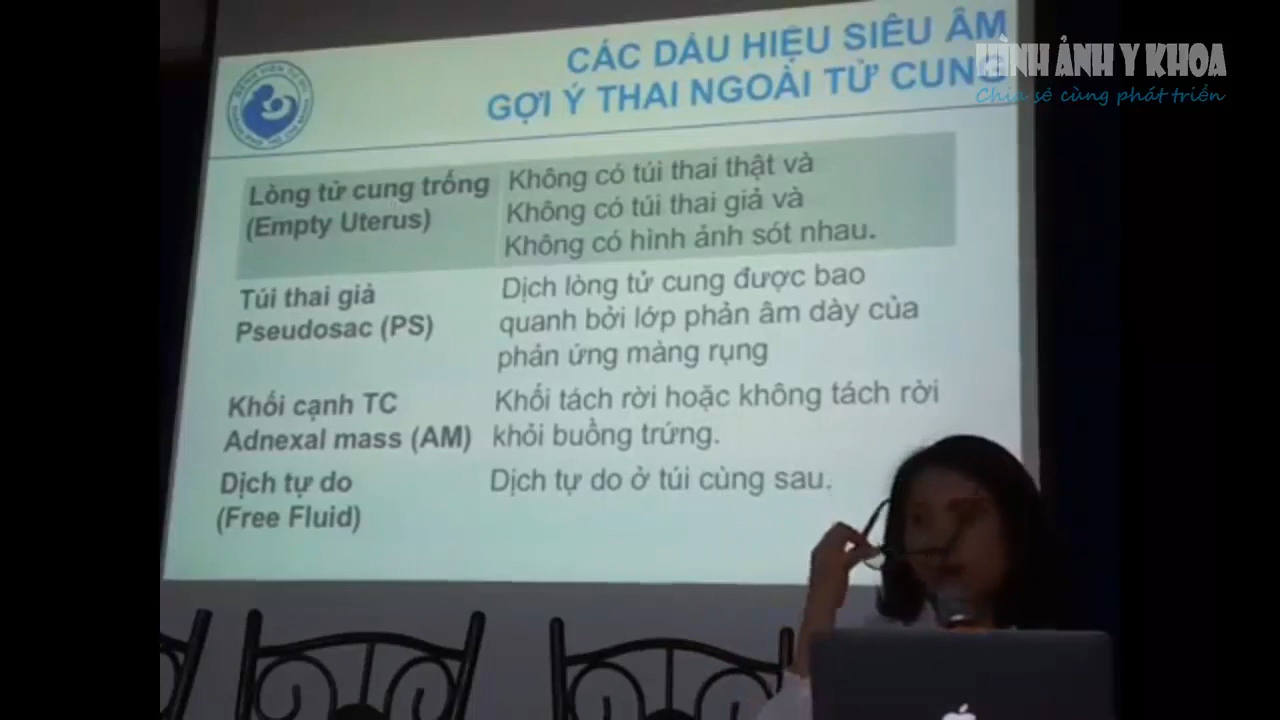 CÁC DẤU HIỆU SIÊU ÂM
GỢI Ý THAI NGOÀI TỬ CUNG
HÌNH ẢNH Y KHOA
Chia sẻ cùng phát triển
Lòng tử cung trống
(Empty Uterus)
Không có túi thai thật và
Không có túi thai giả và
Không có hình ảnh sót nhau.
Túi thai giả
Pseudosac (PS)
Dịch lòng tử cung được bao
quanh bởi lớp phản âm dày của
phản ứng màng rụng
Khối cạnh TC
Adnexal mass (AM)
Khối tách rời hoặc không tách rời
khỏi buồng trứng.
Dịch tự do
(Free Fluid)
Dịch tự do ở túi cùng sau.